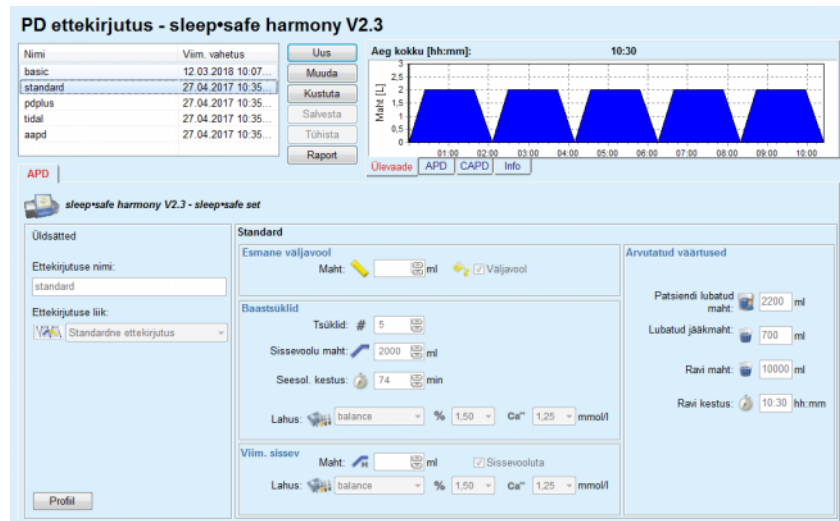 PD ettekirjutus - sleep•safe harmony V2.3
Nimi Viim. vahetus
basic 12.03.2018 10:07...
standard 27.04.2017 10:35...
pdplus 27.04.2017 10:35...
tidal 27.04.2017 10:35...
aapd 27.04.2017 10:35...
Uus
Muuda
Kustuta
Salvesta
Tühista
Raport
Aeg kokku [hh:mm]: 10:30
Maht [L]
3
2,5
2
1,5
1
0,5
0
01:00 02:00 03:00 04:00 05:00 06:00 07:00 08:00 09:00 10:00
Ülevaade APD CAPD Info
APD
sleep•safe harmony V2.3 - sleep•safe set
Üldsätted
Ettekirjutuse nimi:
standard
Ettekirjutuse liik:
Standardne ettekirjutus
Profiil
Standard
Esmane väljavool
Maht: ml Väljavool
Baastsüklid
Tsüklid: # 5
Sissevoolu maht: 2000 ml
Seesol. kestus: 74 min
Lahus: balance % 1,50 Ca⁺⁺ 1,25 mmol/l
Viim. sissev
Maht: ml Sissevooluta
Lahus: balance % 1,50 Ca⁺⁺ 1,25 mmol/l
Arvutatud väärtused
Patsiendi lubatud
maht: 2200 ml
Lubatud jääkmaht: 700 ml
Ravi maht: 10000 ml
Ravi kestus: 10:30 hh:mm